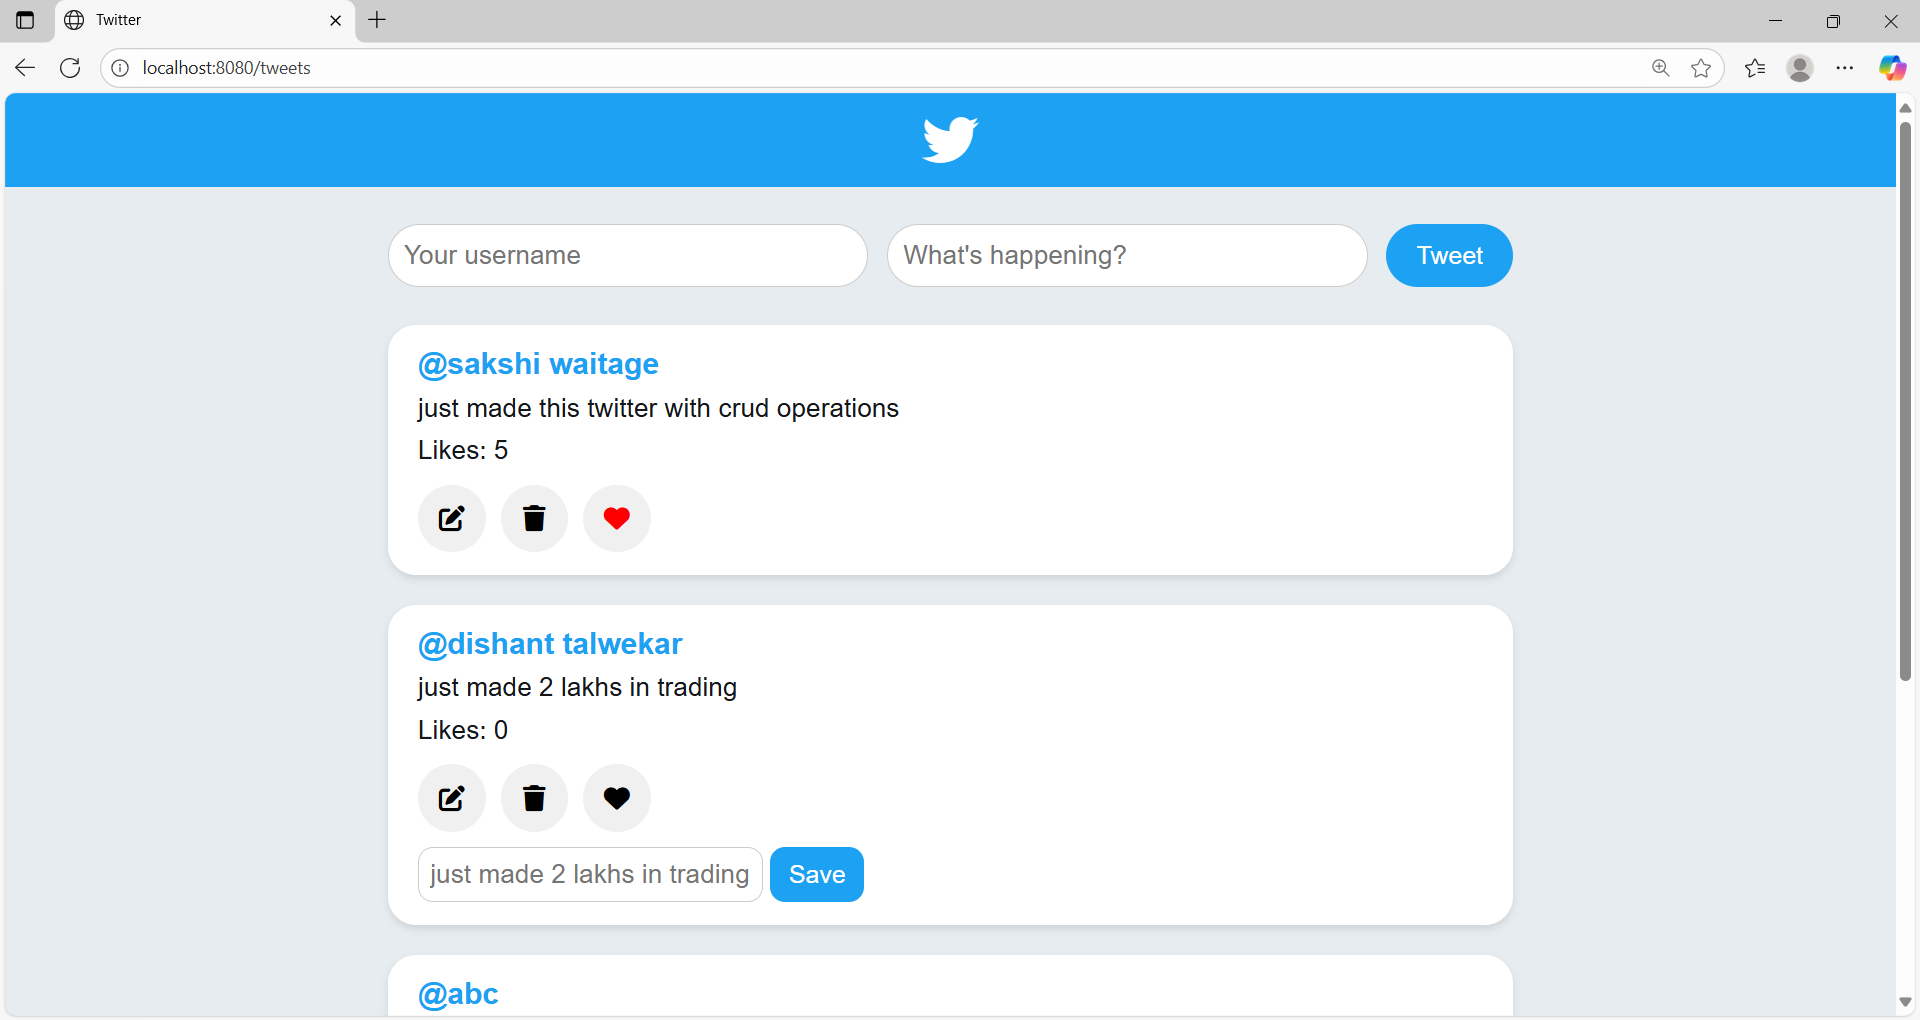 Twitter
localhost:8080/tweets
Your username
What's happening?
Tweet
@sakshi waitage
just made this twitter with crud operations
Likes: 5
@dishant talwekar
just made 2 lakhs in trading
Likes: 0
just made 2 lakhs in trading
Save
@abc